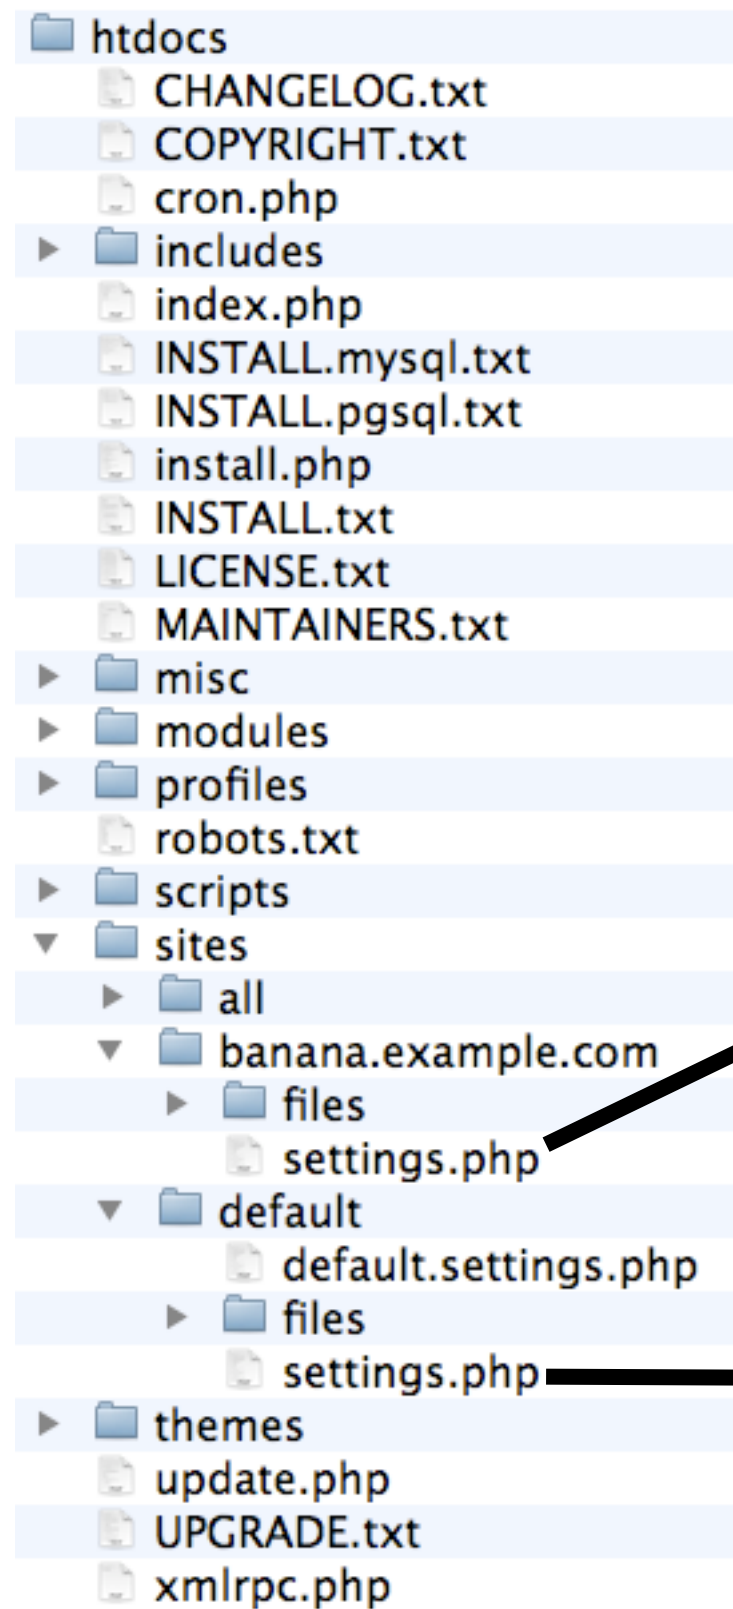 htdocs
CHANGELOG.txt
COPYRIGHT.txt
cron.php
includes
index.php
INSTALL.mysql.txt
INSTALL.pgsql.txt
install.php
INSTALL.txt
LICENSE.txt
MAINTAINERS.txt
misc
modules
profiles
robots.txt
scripts
sites
all
banana.example.com
files
settings.php
default
default.settings.php
files
settings.php
themes
update.php
UPGRADE.txt
xmlrpc.php